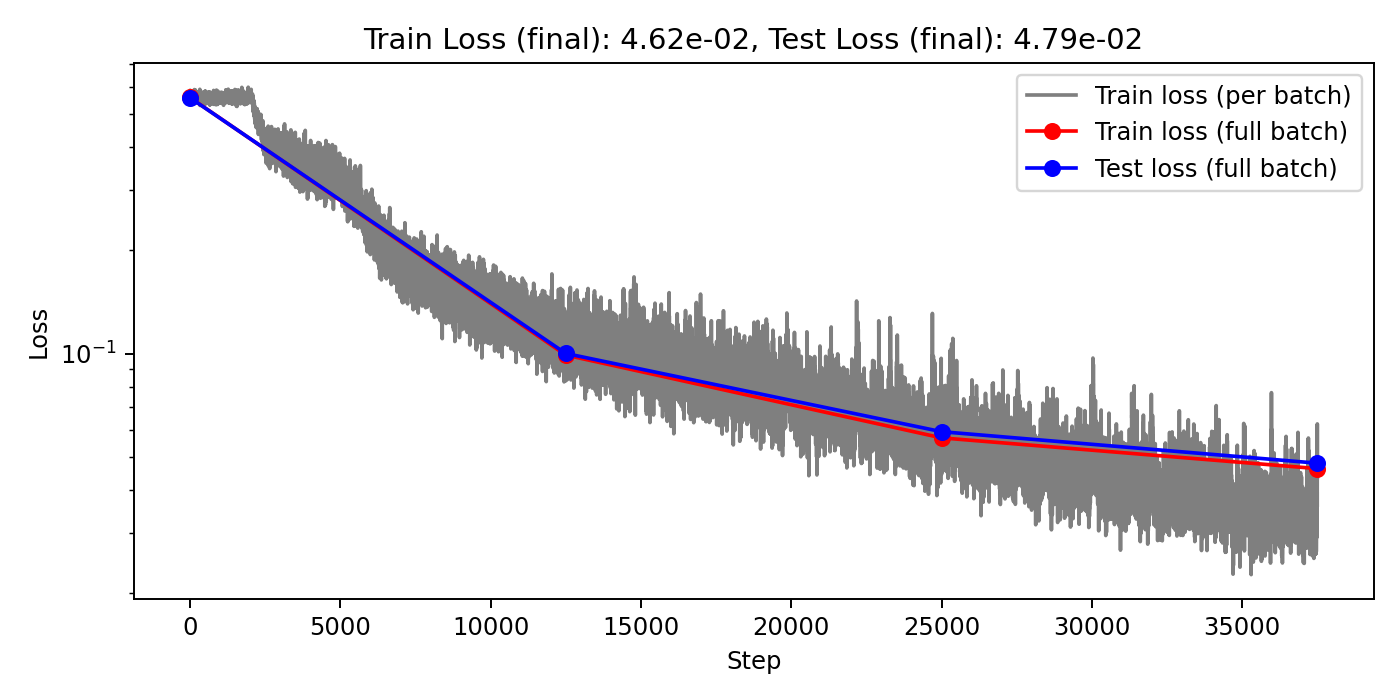 Train Loss (final): 4.62e-02, Test Loss (final): 4.79e-02
Train loss (per batch)
Train loss (full batch)
Test loss (full batch)
Loss
10⁻¹
0 5000 10000 15000 20000 25000 30000 35000
Step